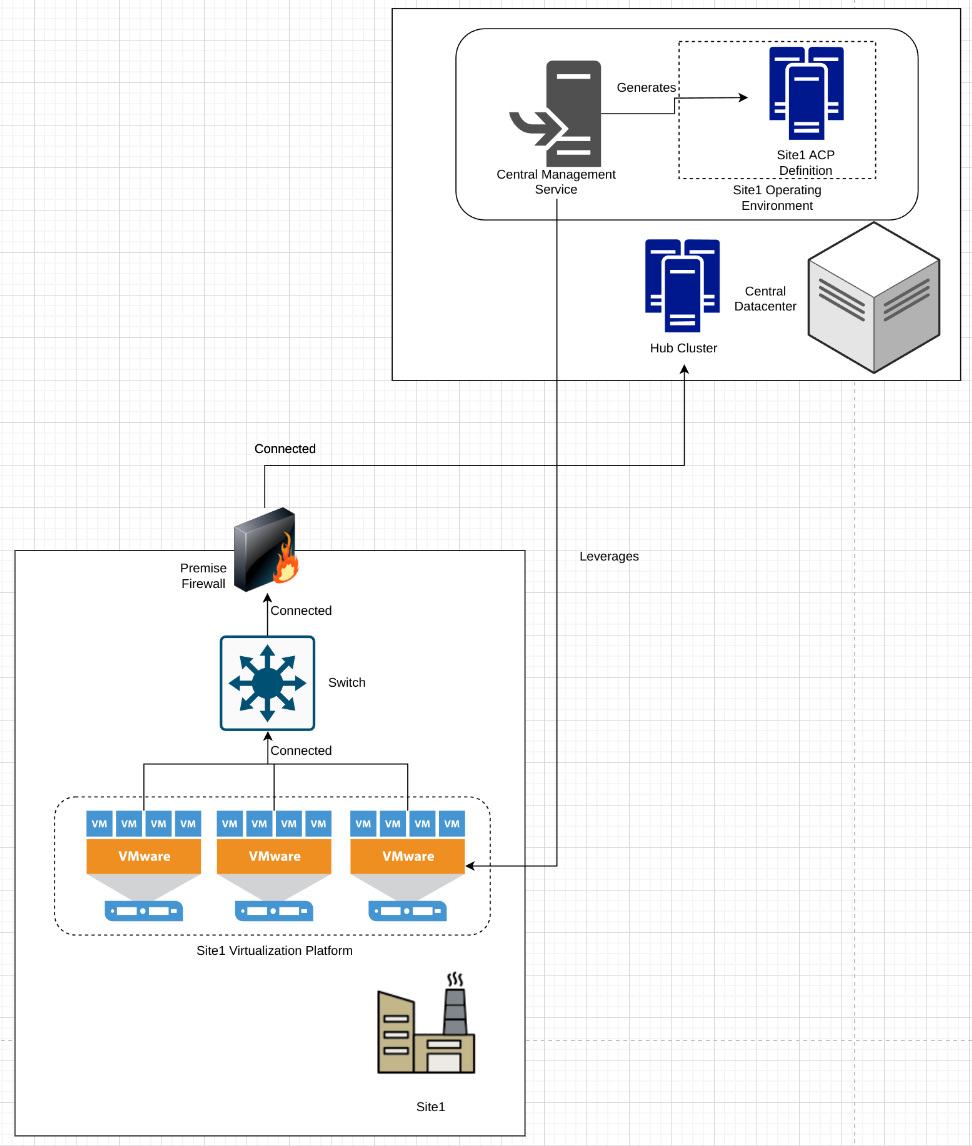 Generates
Central Management
Service
Site1 ACP
Definition
Site1 Operating
Environment
Central
Datacenter
Hub Cluster
Connected
Leverages
Premise
Firewall
Connected
Switch
Connected
VM VM VM VM VM VM VM VM VM VM VM VM
VMware VMware VMware
Site1 Virtualization Platform
Site1